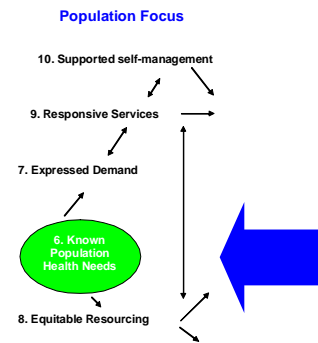 Population Focus
10. Supported self-management
9. Responsive Services
7. Expressed Demand
6. Known
Population
Health Needs
8. Equitable Resourcing